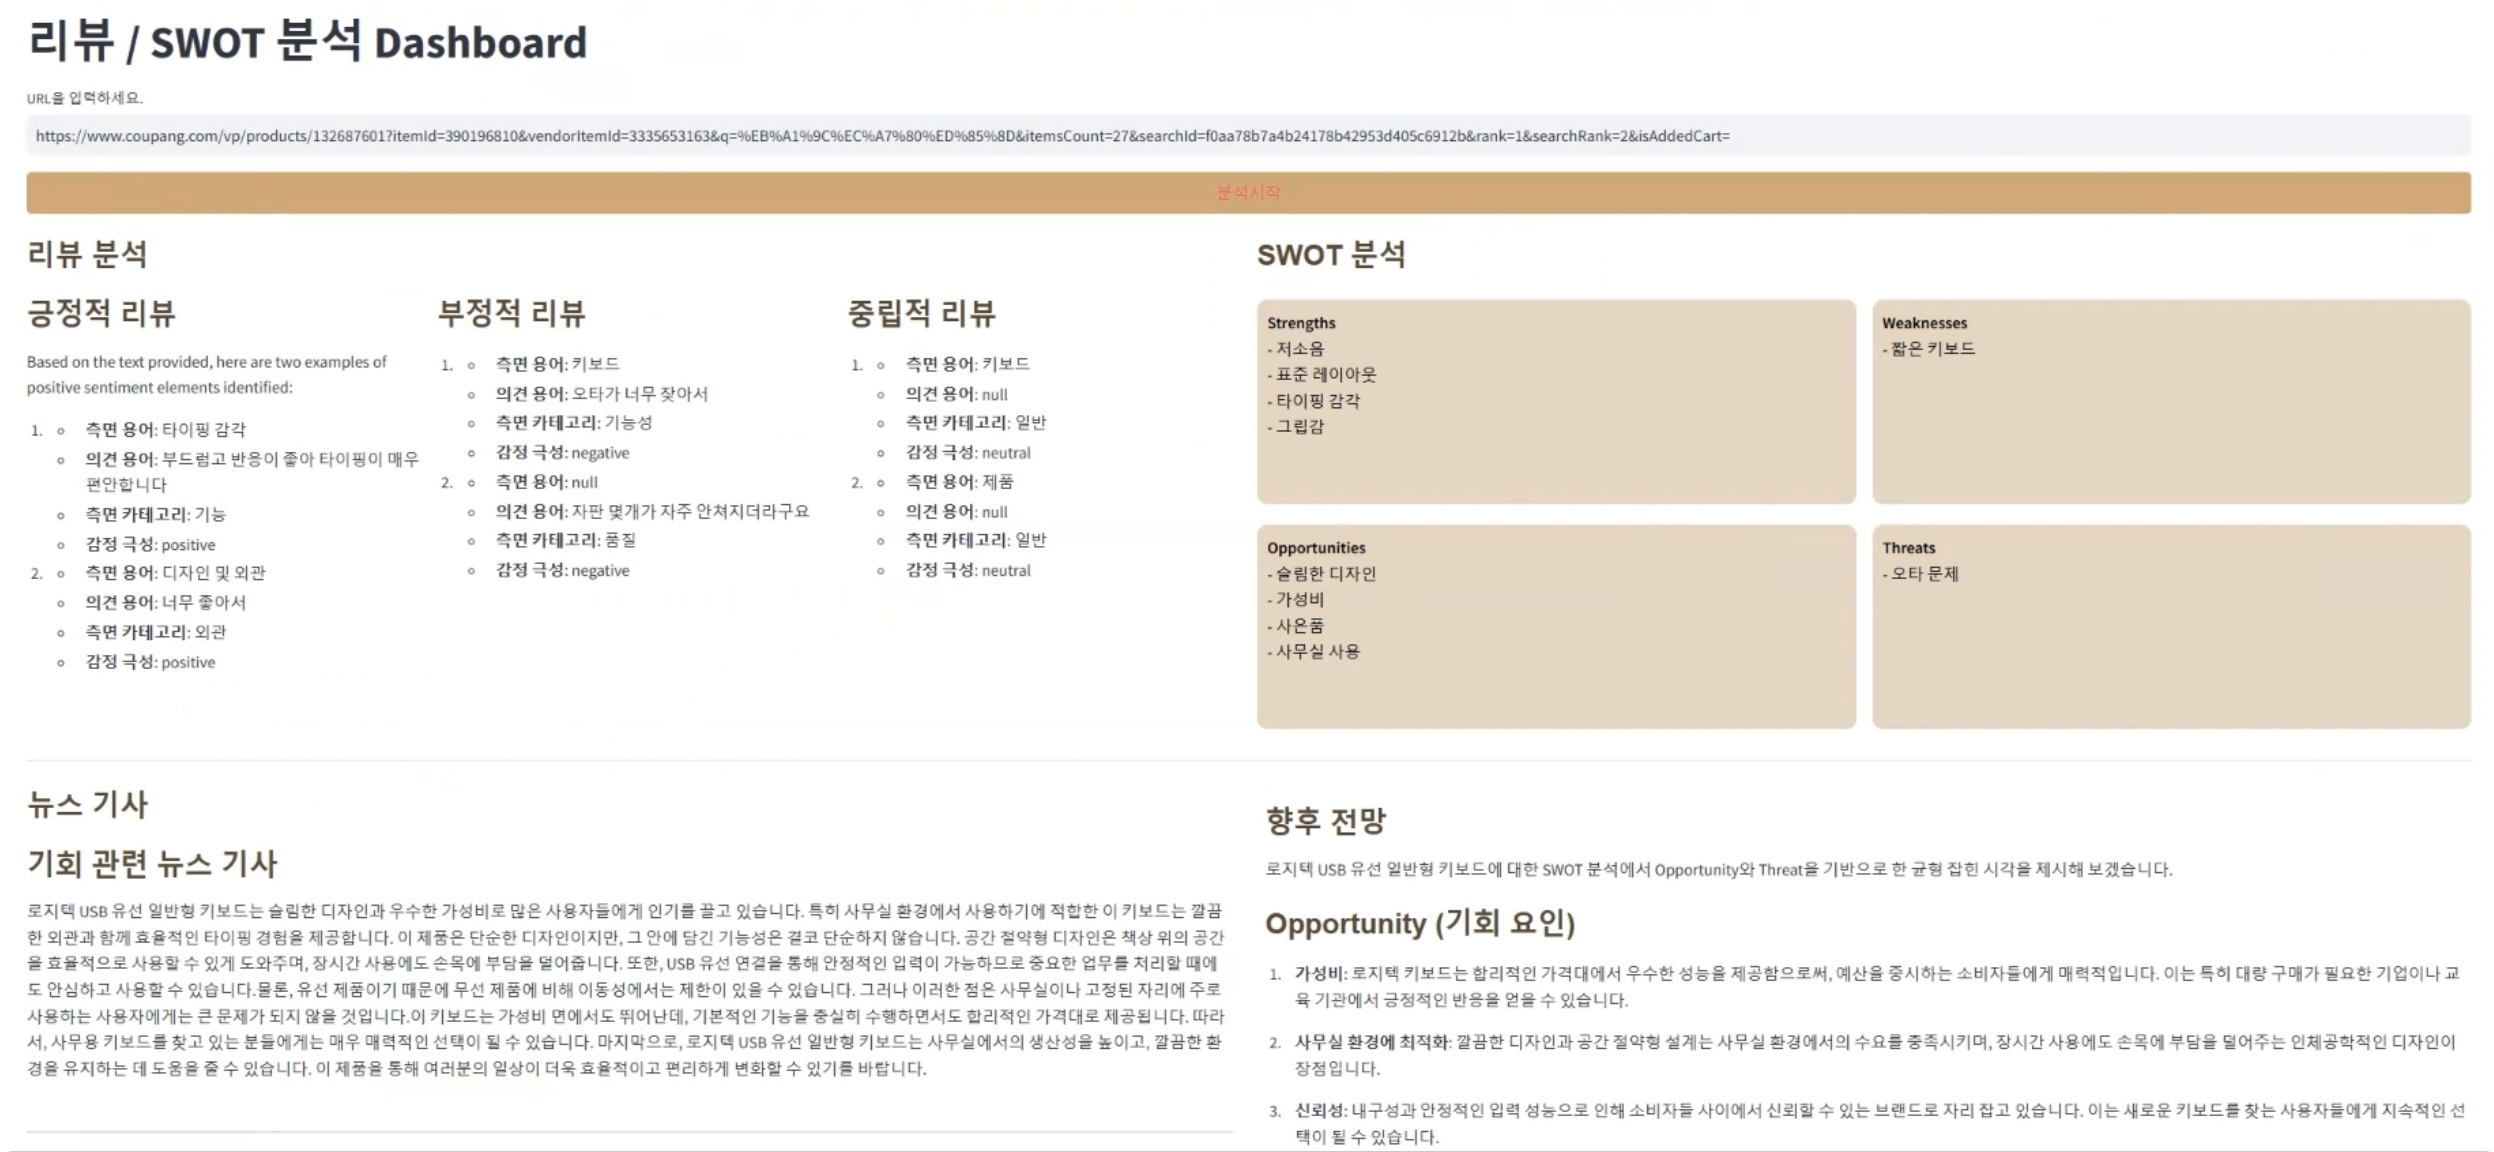 리뷰 / SWOT 분석 Dashboard
URL을 입력하세요.
https://www.coupang.com/vp/products/132687601?itemId=390196810&vendorItemId=3335653163&q=%EB%A1%9C%EC%A7%80%ED%85%8D&itemsCount=27&searchId=f0aa78b7a4b24178b42953d405c6912b&rank=1&searchRank=2&isAddedCart=
분석시작
리뷰 분석
긍정적 리뷰
Based on the text provided, here are two examples of
positive sentiment elements identified:
1. ◦ 측면 용어: 타이핑 감각
◦ 의견 용어: 부드럽고 반응이 좋아 타이핑이 매우
편안합니다
◦ 측면 카테고리: 기능
◦ 감정 극성: positive
2. ◦ 측면 용어: 디자인 및 외관
◦ 의견 용어: 너무 좋아서
◦ 측면 카테고리: 외관
◦ 감정 극성: positive
부정적 리뷰
1. ◦ 측면 용어: 키보드
◦ 의견 용어: 오타가 너무 잦아서
◦ 측면 카테고리: 기능성
◦ 감정 극성: negative
2. ◦ 측면 용어: null
◦ 의견 용어: 자판 몇개가 자주 안쳐지더라구요
◦ 측면 카테고리: 품질
◦ 감정 극성: negative
중립적 리뷰
1. ◦ 측면 용어: 키보드
◦ 의견 용어: null
◦ 측면 카테고리: 일반
◦ 감정 극성: neutral
2. ◦ 측면 용어: 제품
◦ 의견 용어: null
◦ 측면 카테고리: 일반
◦ 감정 극성: neutral
SWOT 분석
Strengths
- 저소음
- 표준 레이아웃
- 타이핑 감각
- 그립감
Weaknesses
- 짧은 키보드
Opportunities
- 슬림한 디자인
- 가성비
- 사은품
- 사무실 사용
Threats
- 오타 문제
뉴스 기사
기회 관련 뉴스 기사
로지텍 USB 유선 일반형 키보드는 슬림한 디자인과 우수한 가성비로 많은 사용자들에게 인기를 끌고 있습니다. 특히 사무실 환경에서 사용하기에 적합한 이 키보드는 깔끔
한 외관과 함께 효율적인 타이핑 경험을 제공합니다. 이 제품은 단순한 디자인이지만, 그 안에 담긴 기능성은 결코 단순하지 않습니다. 공간 절약형 디자인은 책상 위의 공간
을 효율적으로 사용할 수 있게 도와주며, 장시간 사용에도 손목에 부담을 덜어줍니다. 또한, USB 유선 연결을 통해 안정적인 입력이 가능하므로 중요한 업무를 처리할 때에
도 안심하고 사용할 수 있습니다.물론, 유선 제품이기 때문에 무선 제품에 비해 이동성에서는 제한이 있을 수 있습니다. 그러나 이러한 점은 사무실이나 고정된 자리에 주로
사용하는 사용자에게는 큰 문제가 되지 않을 것입니다.이 키보드는 가성비 면에서도 뛰어난데, 기본적인 기능을 충실히 수행하면서도 합리적인 가격대로 제공됩니다. 따라
서, 사무용 키보드를 찾고 있는 분들에게는 매우 매력적인 선택이 될 수 있습니다. 마지막으로, 로지텍 USB 유선 일반형 키보드는 사무실에서의 생산성을 높이고, 깔끔한 환
경을 유지하는 데 도움을 줄 수 있습니다. 이 제품을 통해 여러분의 일상이 더욱 효율적이고 편리하게 변화할 수 있기를 바랍니다.
향후 전망
로지텍 USB 유선 일반형 키보드에 대한 SWOT 분석에서 Opportunity와 Threat을 기반으로 한 균형 잡힌 시각을 제시해 보겠습니다.
Opportunity (기회 요인)
1. 가성비: 로지텍 키보드는 합리적인 가격대에서 우수한 성능을 제공함으로써, 예산을 중시하는 소비자들에게 매력적입니다. 이는 특히 대량 구매가 필요한 기업이나 교
육 기관에서 긍정적인 반응을 얻을 수 있습니다.
2. 사무실 환경에 최적화: 깔끔한 디자인과 공간 절약형 설계는 사무실 환경에서의 수요를 충족시키며, 장시간 사용에도 손목에 부담을 덜어주는 인체공학적인 디자인이
장점입니다.
3. 신뢰성: 내구성과 안정적인 입력 성능으로 인해 소비자들 사이에서 신뢰할 수 있는 브랜드로 자리 잡고 있습니다. 이는 새로운 키보드를 찾는 사용자들에게 지속적인 선
택이 될 수 있습니다.